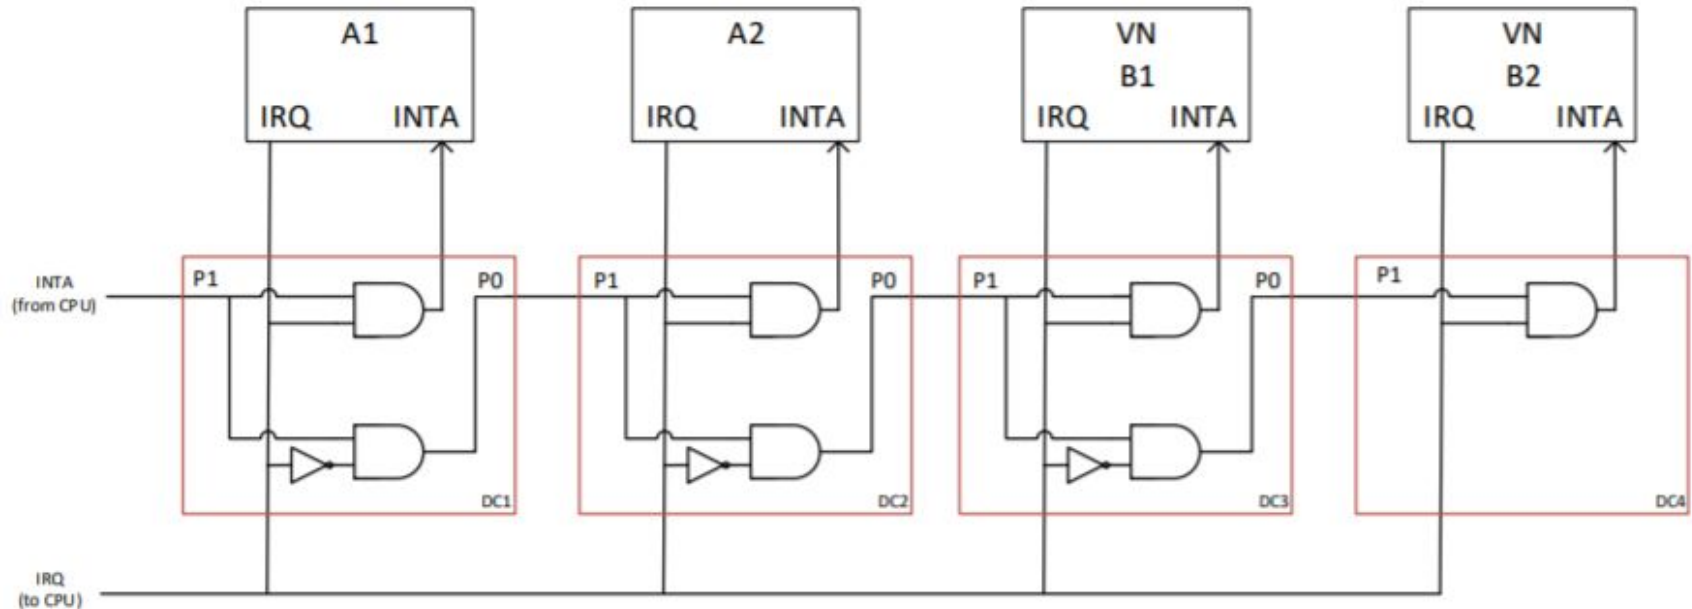 A1
IRQ INTA
A2
IRQ INTA
VN
B1
IRQ INTA
VN
B2
IRQ INTA
INTA
(from CPU)
P1
P0
DC1
P1
P0
DC2
P1
P0
DC3
P1
DC4
IRQ
(to CPU)